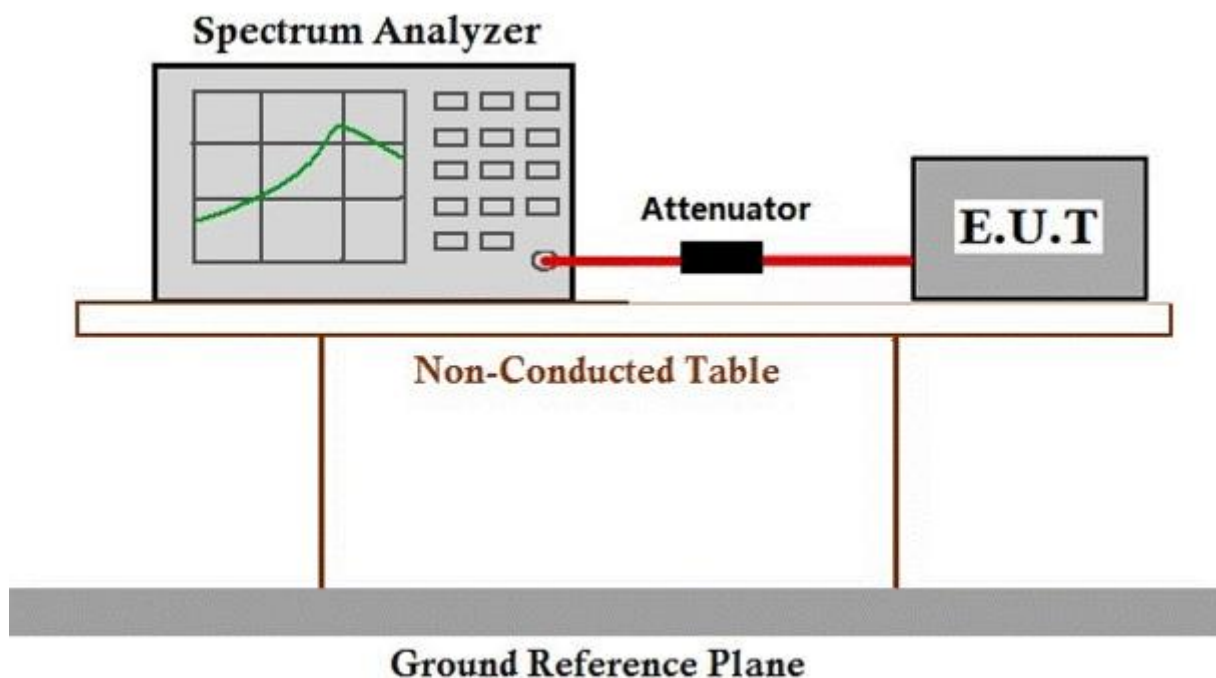 Spectrum Analyzer
Attenuator
E.U.T
Non-Conducted Table
Ground Reference Plane